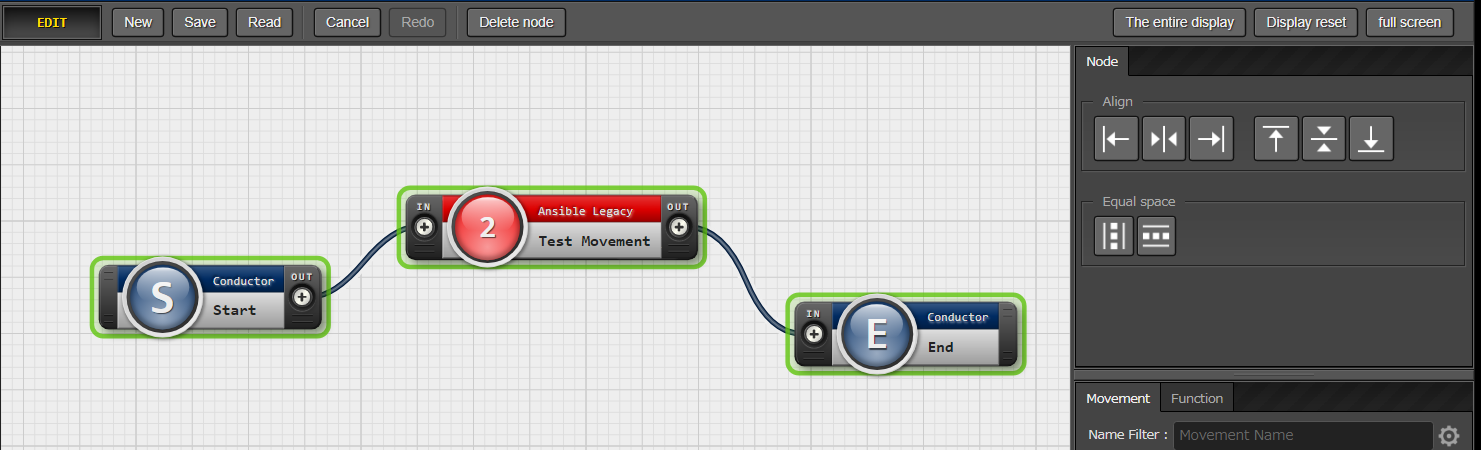 EDIT New Save Read Cancel Redo Delete node The entire display Display reset full screen
Node
Align
Equal space
S Conductor OUT
Start
IN 2 Ansible Legacy OUT
Test Movement
IN E Conductor
End
Movement Function
Name Filter : Movement Name